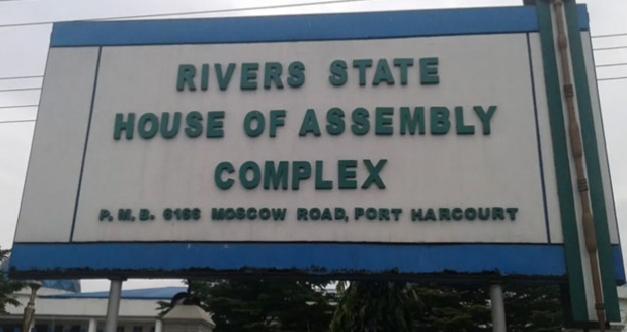 RIVERS STATE
HOUSE OF ASSEMBLY
COMPLEX
P. M. B. 6166 MOSCOW ROAD, PORT HARCOURT